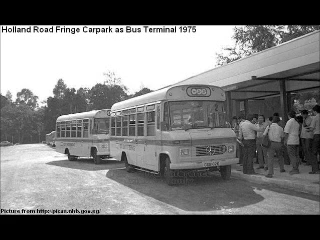 Holland Road Fringe Carpark as Bus Terminal 1975
Picture from http://picas.nhb.gov.sg/